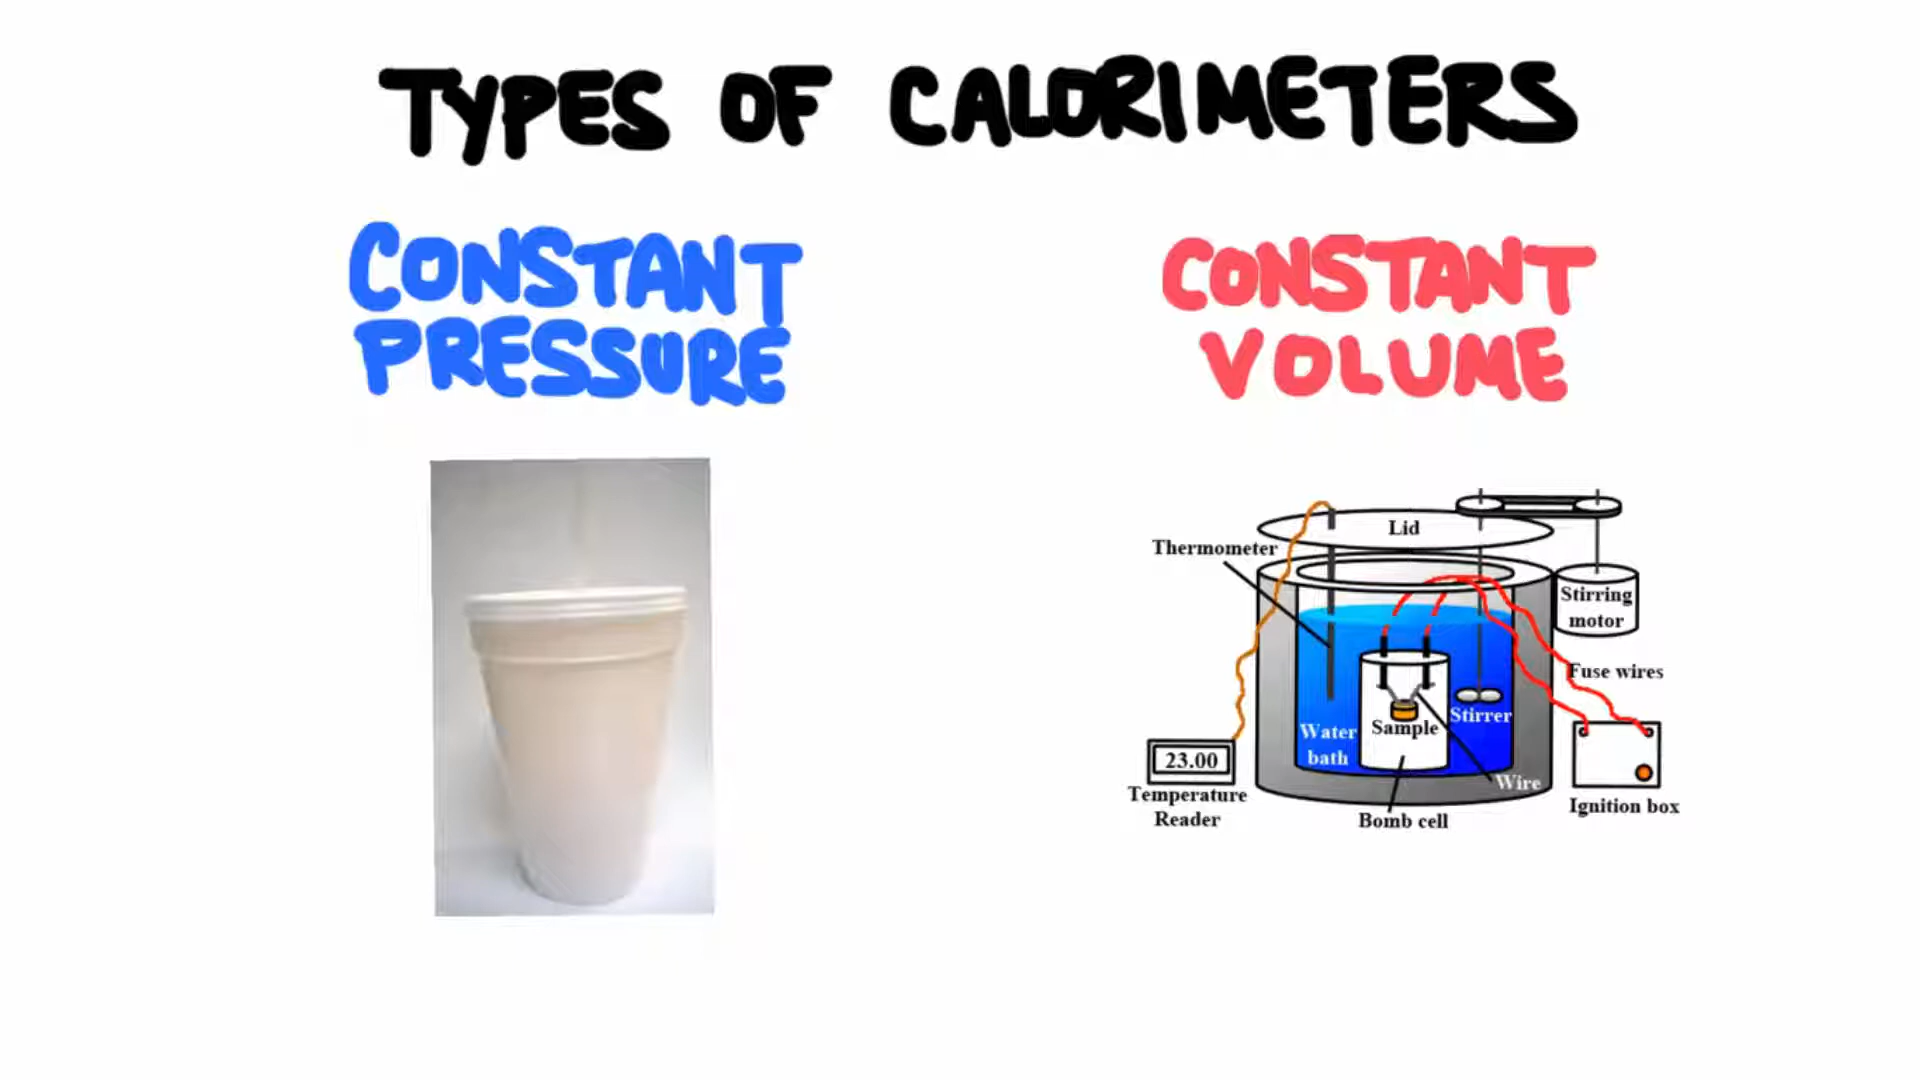 TYPES OF CALORIMETERS
CONSTANT
PRESSURE
CONSTANT
VOLUME
Lid
Thermometer
Stirring
motor
Fuse wires
Stirrer
Sample
Water
bath
23.00
Wire
Temperature
Reader
Ignition box
Bomb cell